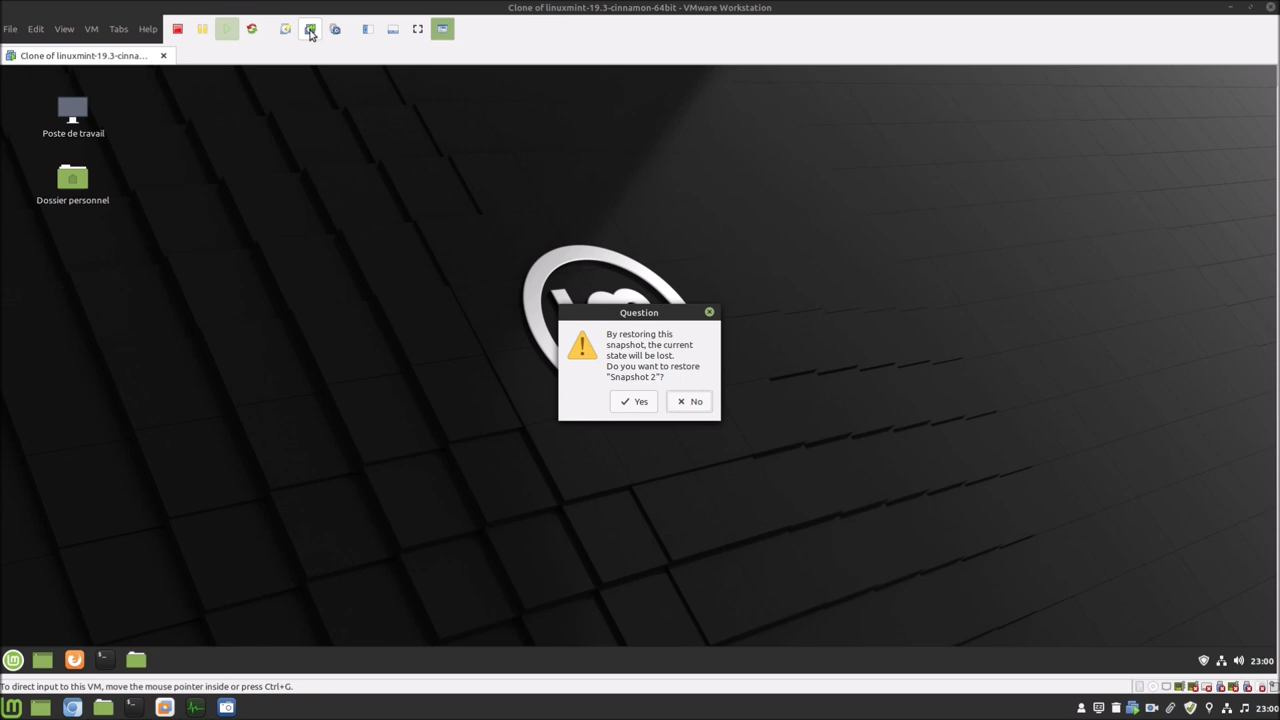 Clone of linuxmint-19.3-cinnamon-64bit - VMware Workstation
File Edit View VM Tabs Help
Clone of linuxmint-19.3-cinna...
Poste de travail
Dossier personnel
Question
By restoring this
snapshot, the current
state will be lost.
Do you want to restore
"Snapshot 2"?
Yes No
23:00
To direct input to this VM, move the mouse pointer inside or press Ctrl+G.
23:00